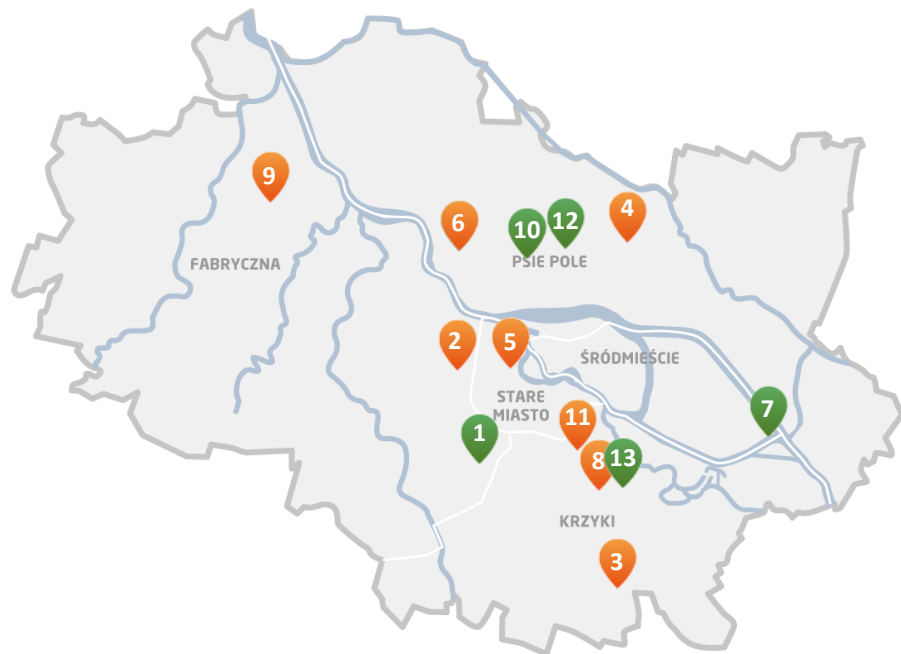 9
6
10
12
4
FABRYCZNA
PSIE POLE
2
5
ŚRÓDMIEŚCIE
STARE
MIASTO
7
11
1
8
13
KRZYKI
3